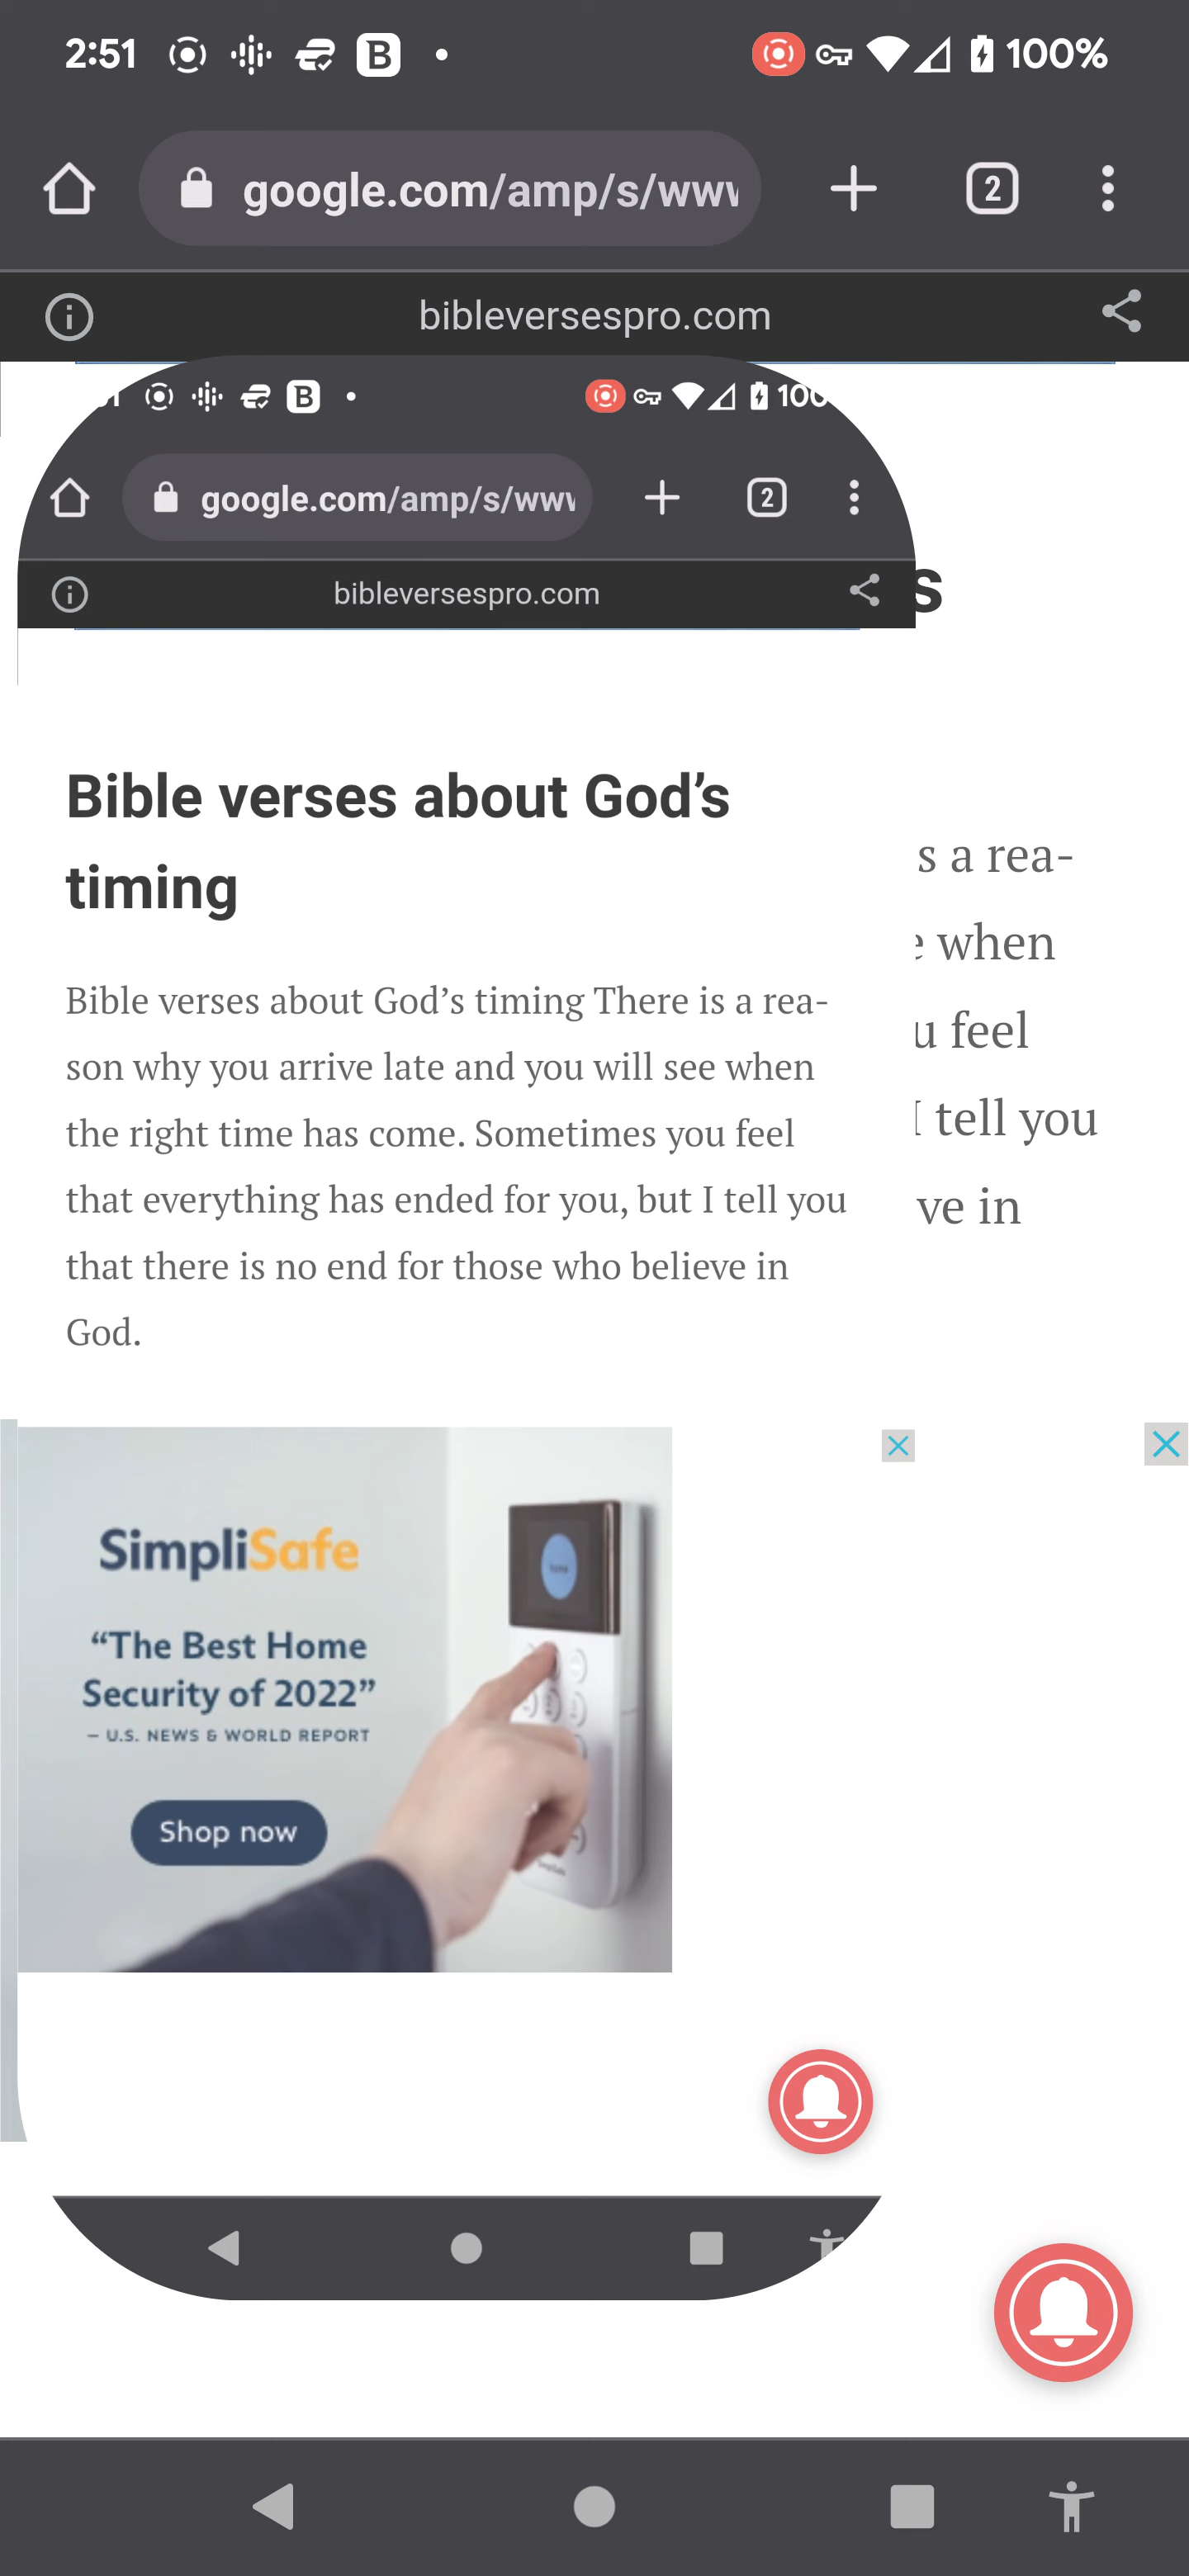 2:51 B 100%
google.com/amp/s/www
2
bibleversespro.com
B 100
google.com/amp/s/www
2
bibleversespro.com
s
Bible verses about God’s
timing
s a rea-
when
u feel
I tell you
ve in
Bible verses about God’s timing There is a rea-
son why you arrive late and you will see when
the right time has come. Sometimes you feel
that everything has ended for you, but I tell you
that there is no end for those who believe in
God.
SimpliSafe
“The Best Home
Security of 2022”
– U.S. NEWS & WORLD REPORT
Shop now